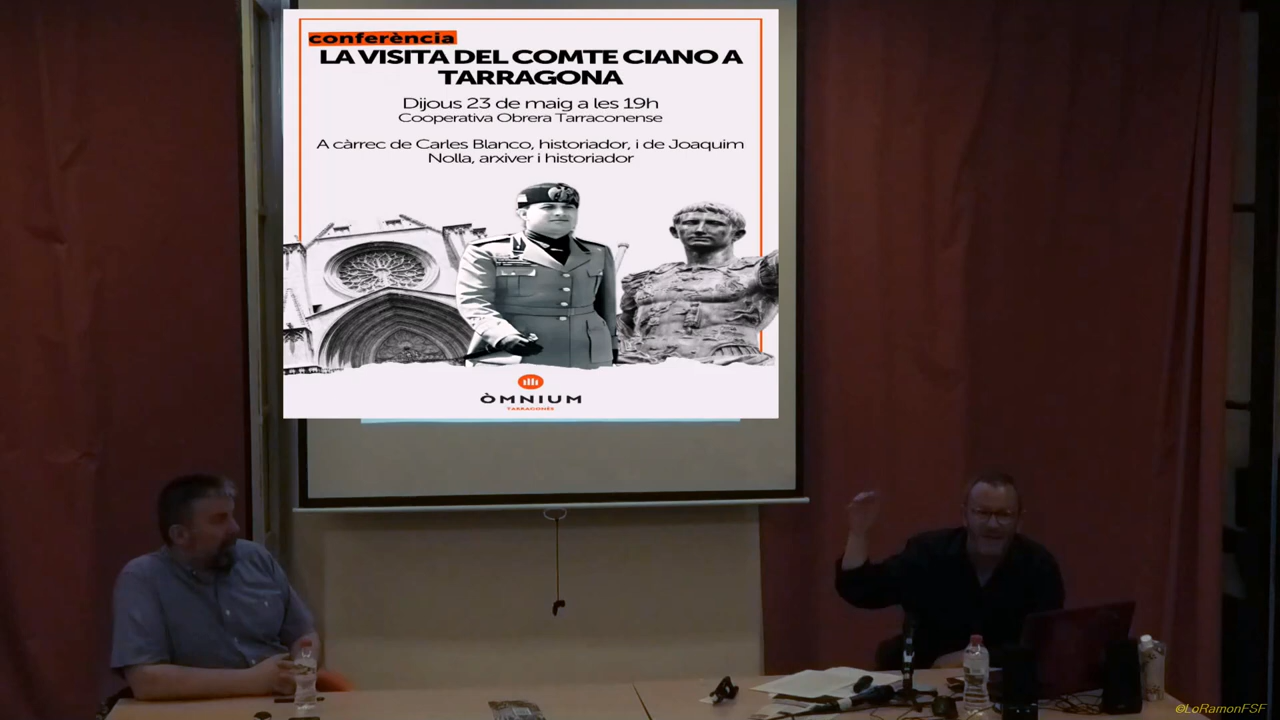 conferència
LA VISITA DEL COMTE CIANO A
TARRAGONA
Dijous 23 de maig a les 19h
Cooperativa Obrera Tarraconense
A càrrec de Carles Blanco, historiador, i de Joaquim
Nolla, arxiver i historiador
ÒMNIUM
TARRAGONÈS
©LoRamonFSF